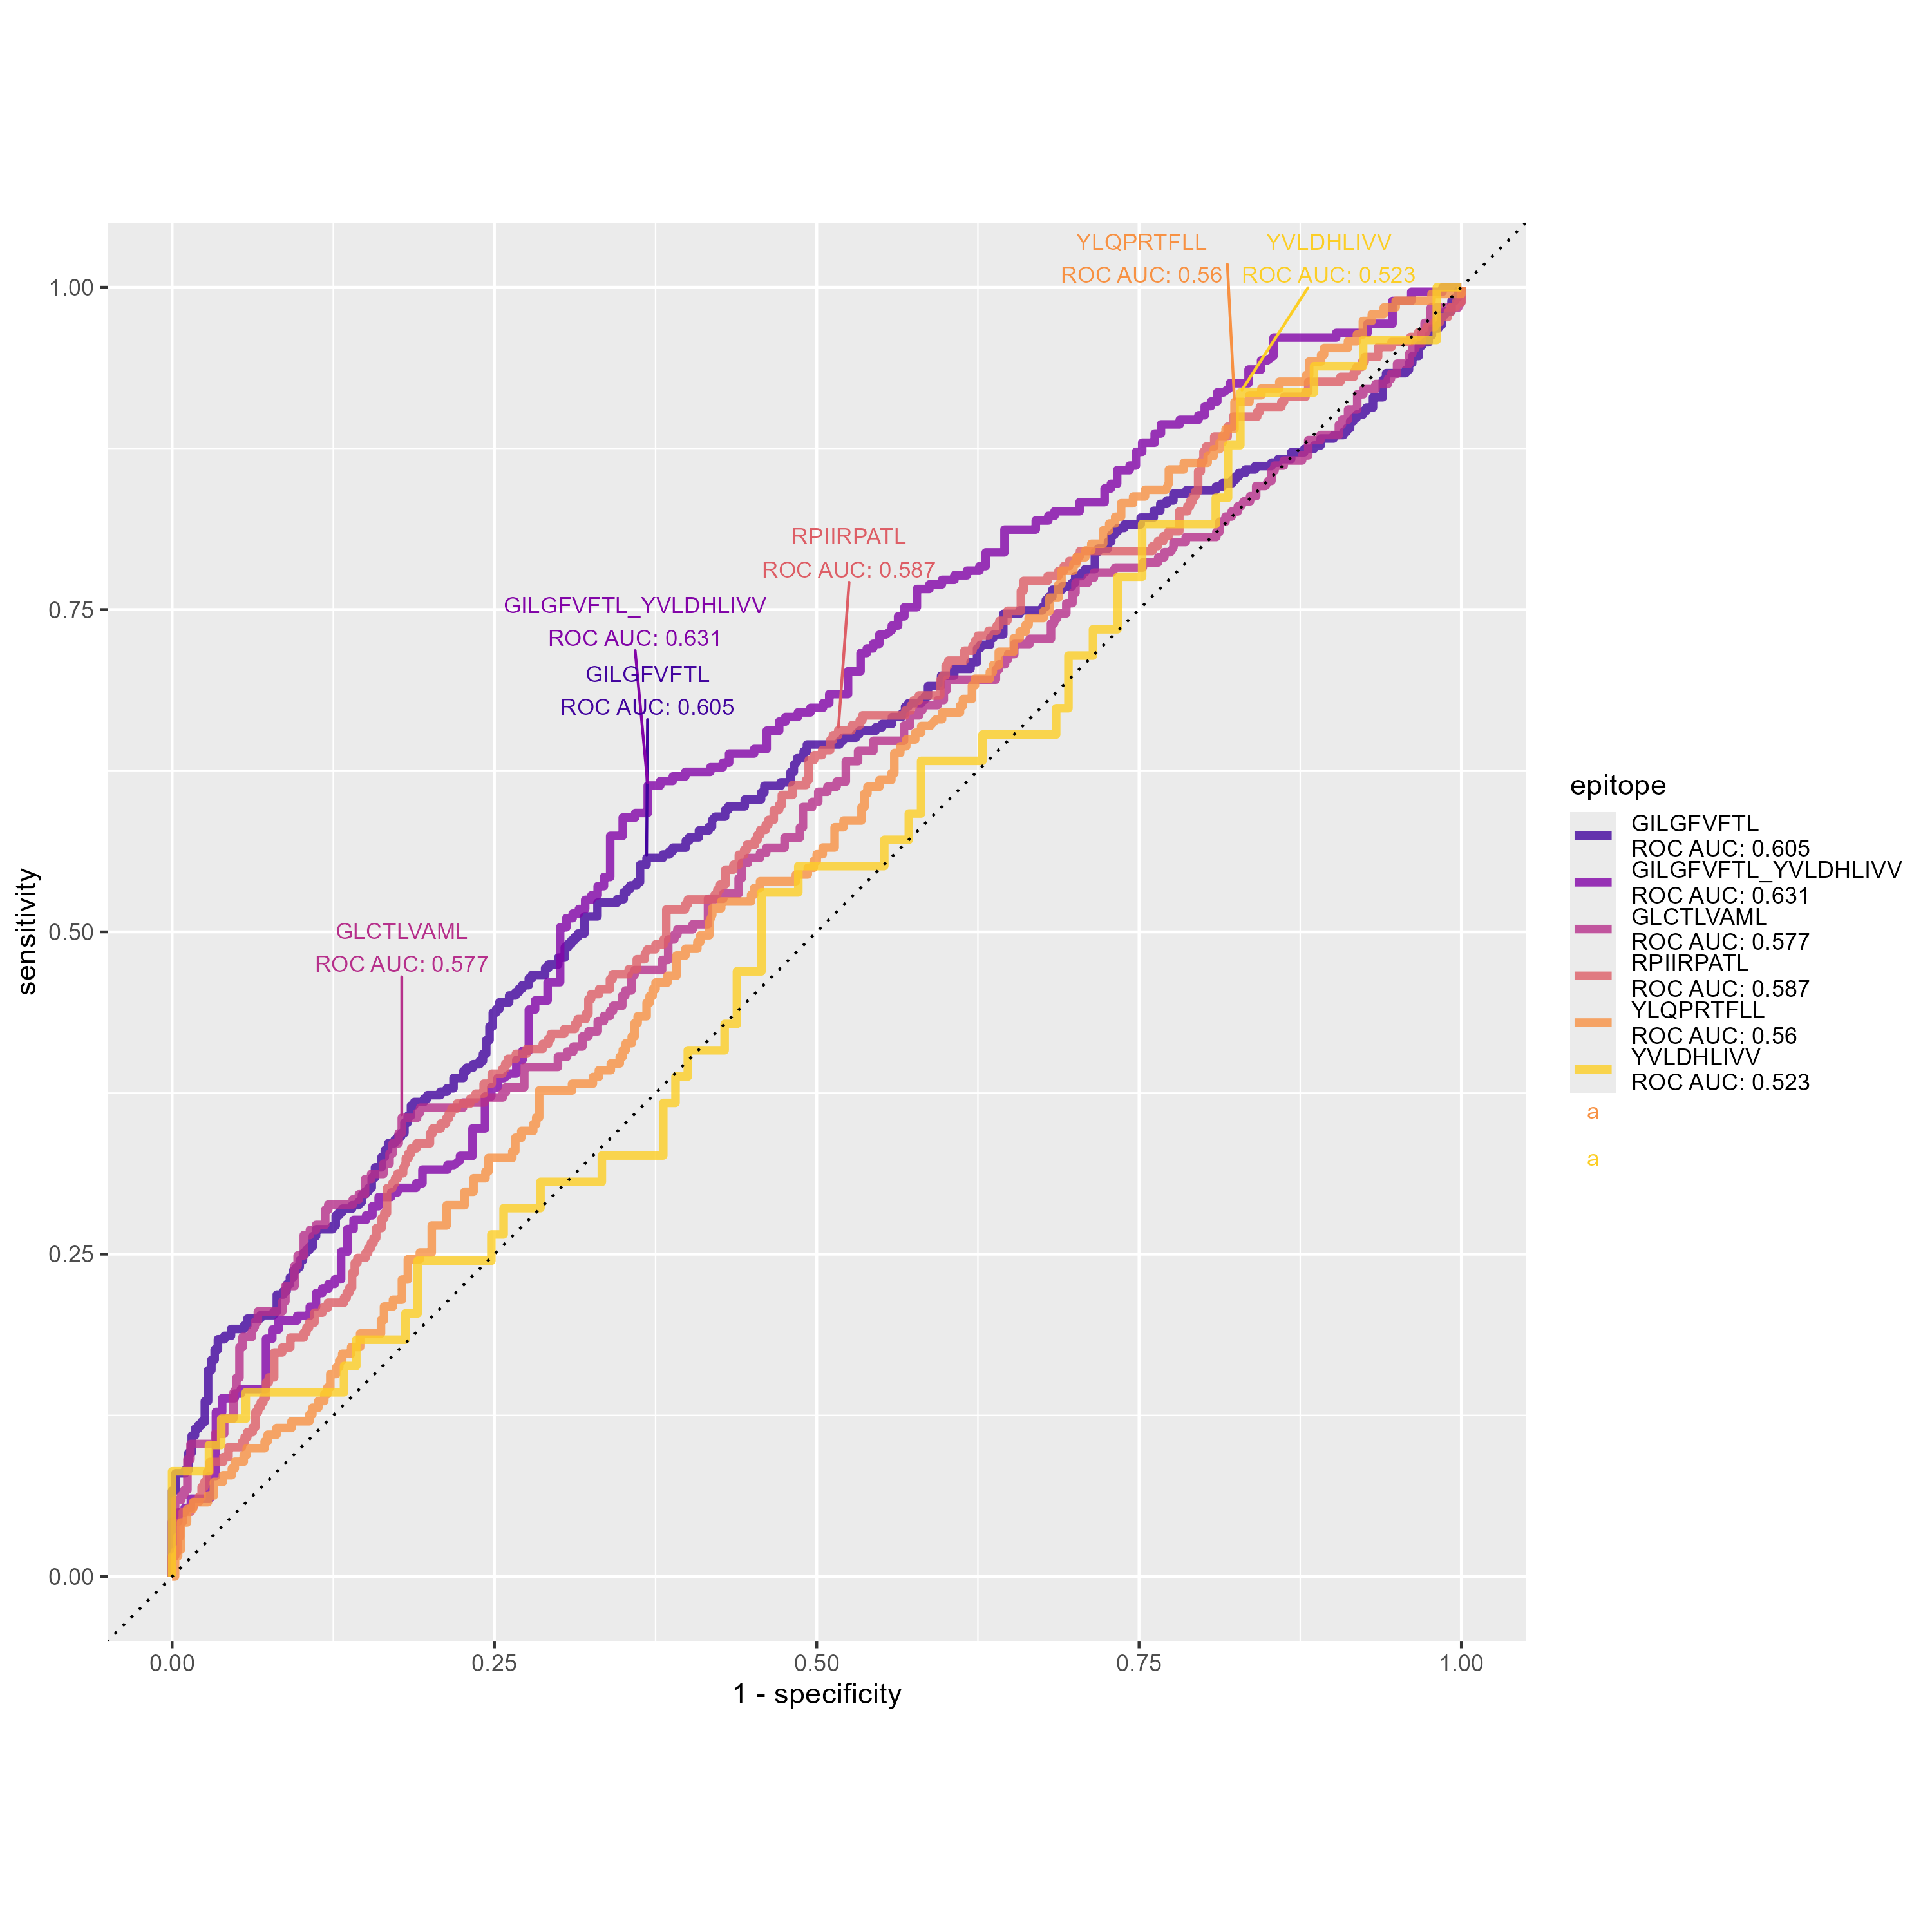 YLQPRTFLL
ROC AUC: 0.56
YVLDHLIVV
ROC AUC: 0.523
RPIIRPATL
ROC AUC: 0.587
GILGFVFTL_YVLDHLIVV
ROC AUC: 0.631
GILGFVFTL
ROC AUC: 0.605
GLCTLVAML
ROC AUC: 0.577
1.00
0.75
0.50
0.25
0.00
sensitivity
0.00
0.25
0.50
0.75
1.00
1 - specificity
epitope
GILGFVFTL
ROC AUC: 0.605
GILGFVFTL_YVLDHLIVV
ROC AUC: 0.631
GLCTLVAML
ROC AUC: 0.577
RPIIRPATL
ROC AUC: 0.587
YLQPRTFLL
ROC AUC: 0.56
YVLDHLIVV
ROC AUC: 0.523
a
a